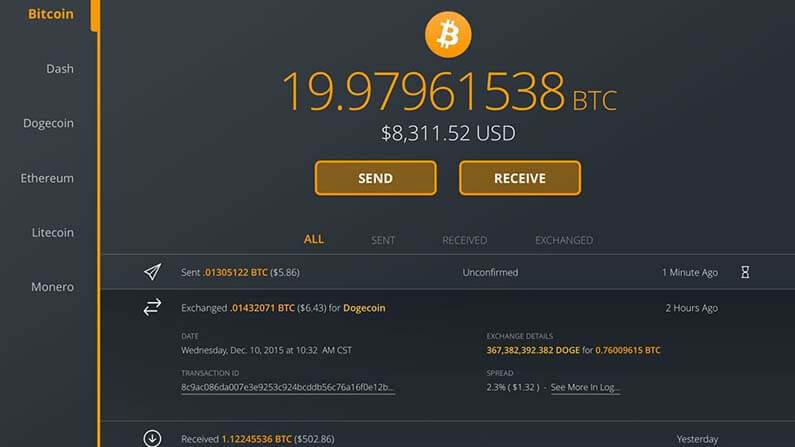 Bitcoin
Dash
Dogecoin
Ethereum
Litecoin
Monero
19.97961538 BTC
$8,311.52 USD
SEND RECEIVE
ALL SENT RECEIVED EXCHANGED
Sent .01305122 BTC ($5.86) Unconfirmed 1 Minute Ago
Exchanged .01432071 BTC ($6.43) for Dogecoin 2 Hours Ago
DATE EXCHANGE DETAILS
Wednesday, Dec. 10, 2015 at 10:32 AM CST 367,382,392.382 DOGE for 0.76009615 BTC
TRANSACTION ID SPREAD
8c9ac086da007e3e9253c924bcddb56c76a16f0e12b... 2.3% ( $1.32 ) - See More In Log...
Received 1.12245536 BTC ($502.86) Yesterday